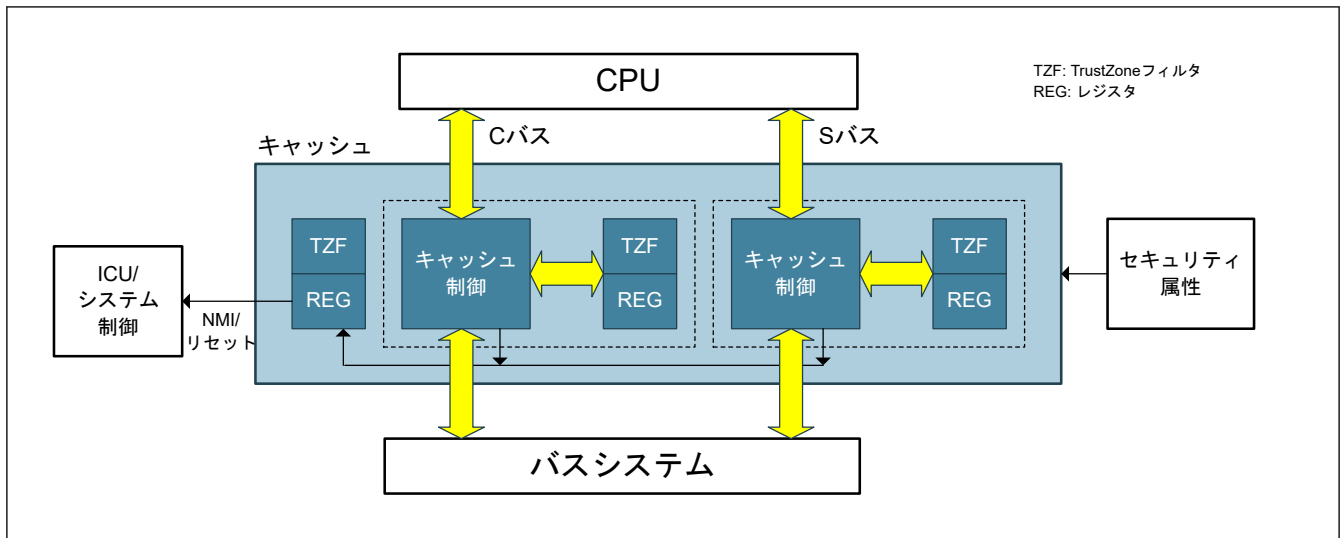 CPU
TZF: TrustZoneフィルタ
REG: レジスタ
Cバス
Sバス
キャッシュ
TZF
REG
キャッシュ
制御
TZF
REG
キャッシュ
制御
TZF
REG
ICU/
システム
制御
NMI/
リセット
セキュリティ
属性
バスシステム